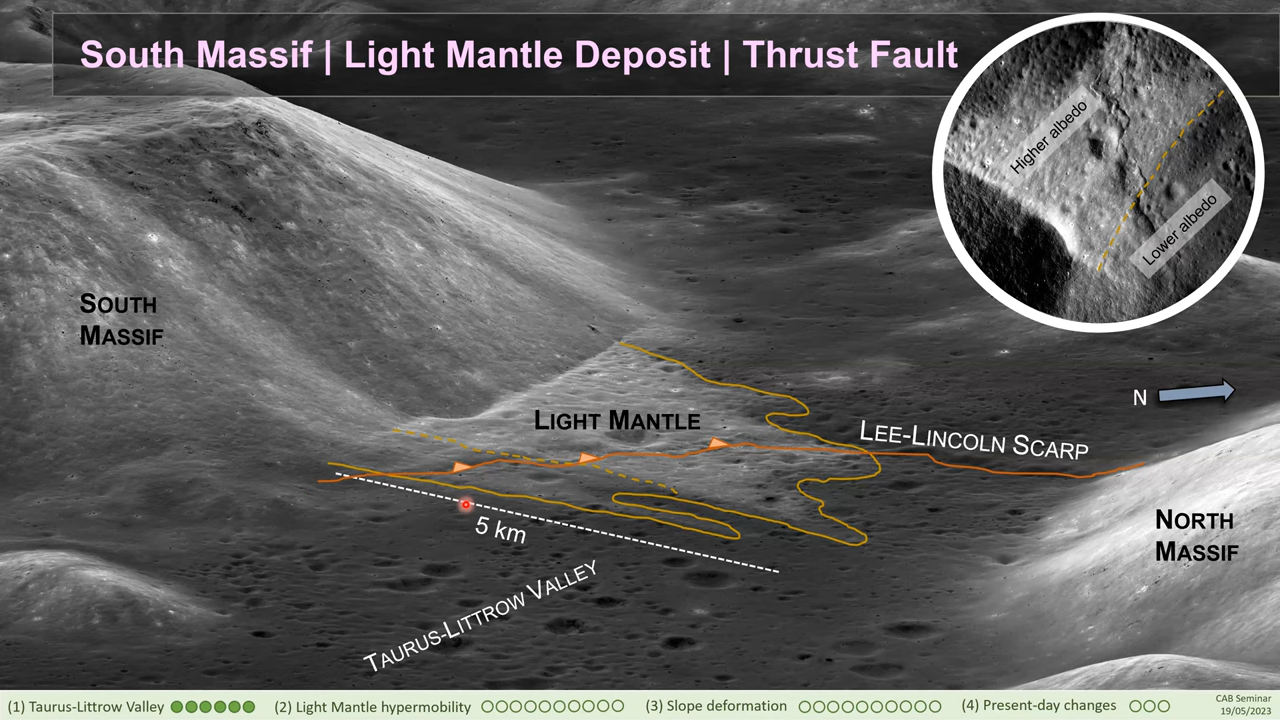 South Massif | Light Mantle Deposit | Thrust Fault
Higher albedo
Lower albedo
SOUTH
MASSIF
LIGHT MANTLE
N
LEE-LINCOLN SCARP
5 km
NORTH
MASSIF
TAURUS-LITTROW VALLEY
(1) Taurus-Littrow Valley (2) Light Mantle hypermobility (3) Slope deformation (4) Present-day changes
CAB Seminar
19/05/2023